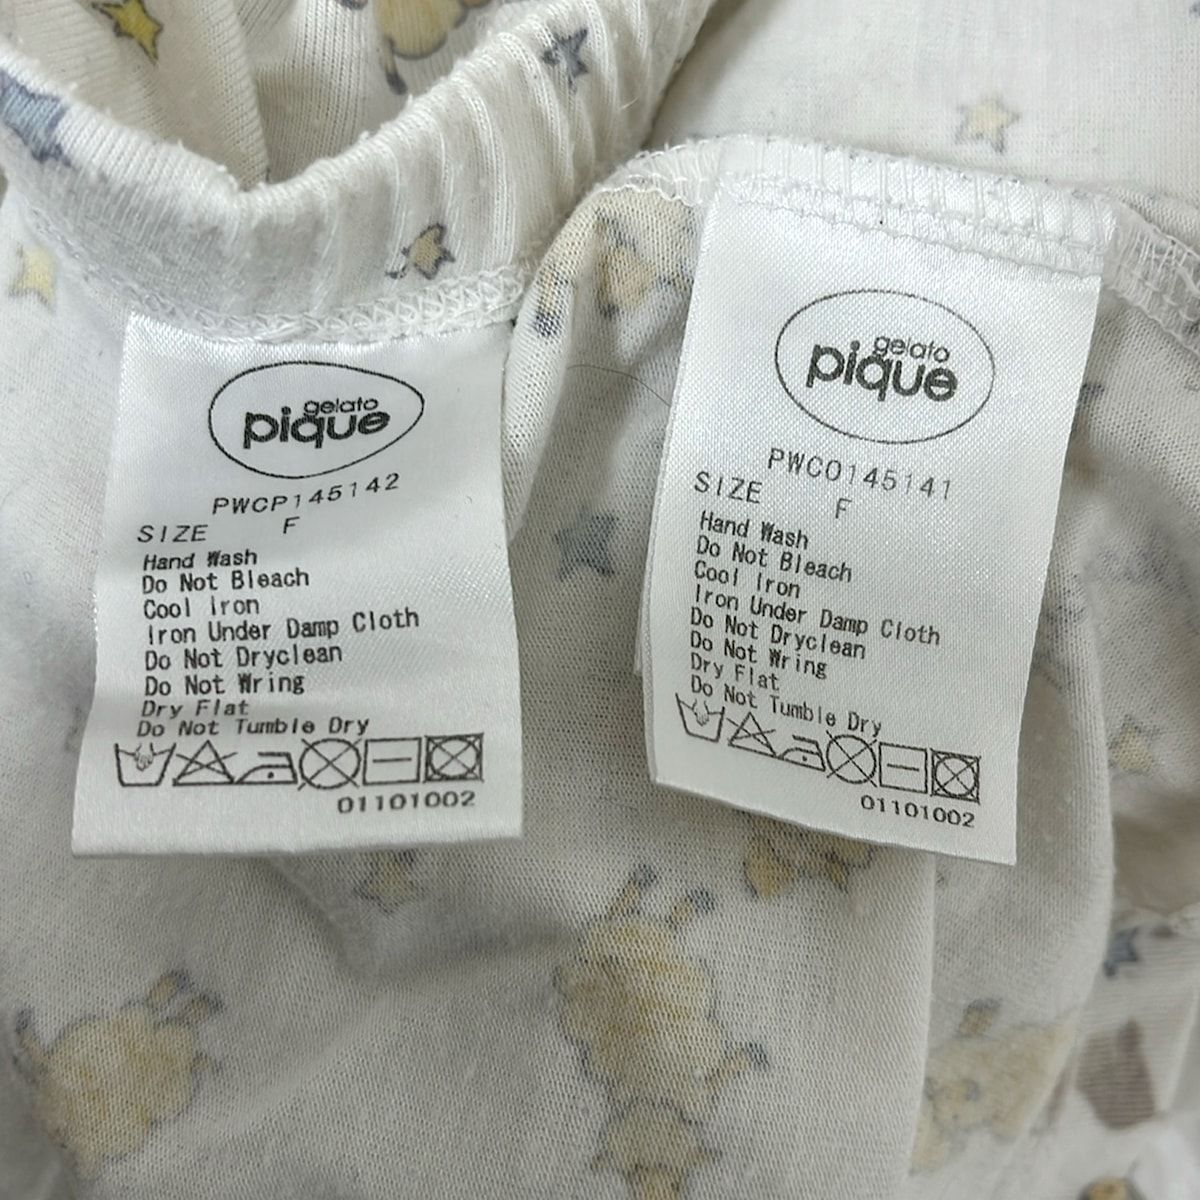 gelato
pique
PWCP145142
SIZE F
Hand Wash
Do Not Bleach
Cool Iron
Iron Under Damp Cloth
Do Not Dryclean
Do Not Wring
Dry Flat
Do Not Tumble Dry
01101002
gelato
pique
PWCO145141
SIZE F
Hand Wash
Do Not Bleach
Cool Iron
Iron Under Damp Cloth
Do Not Dryclean
Do Not Wring
Dry Flat
Do Not Tumble Dry
01101002